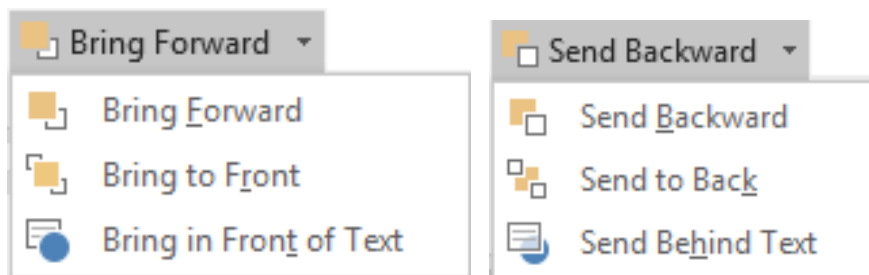 Bring Forward
Bring Forward
Bring to Front
Bring in Front of Text
Send Backward
Send Backward
Send to Back
Send Behind Text